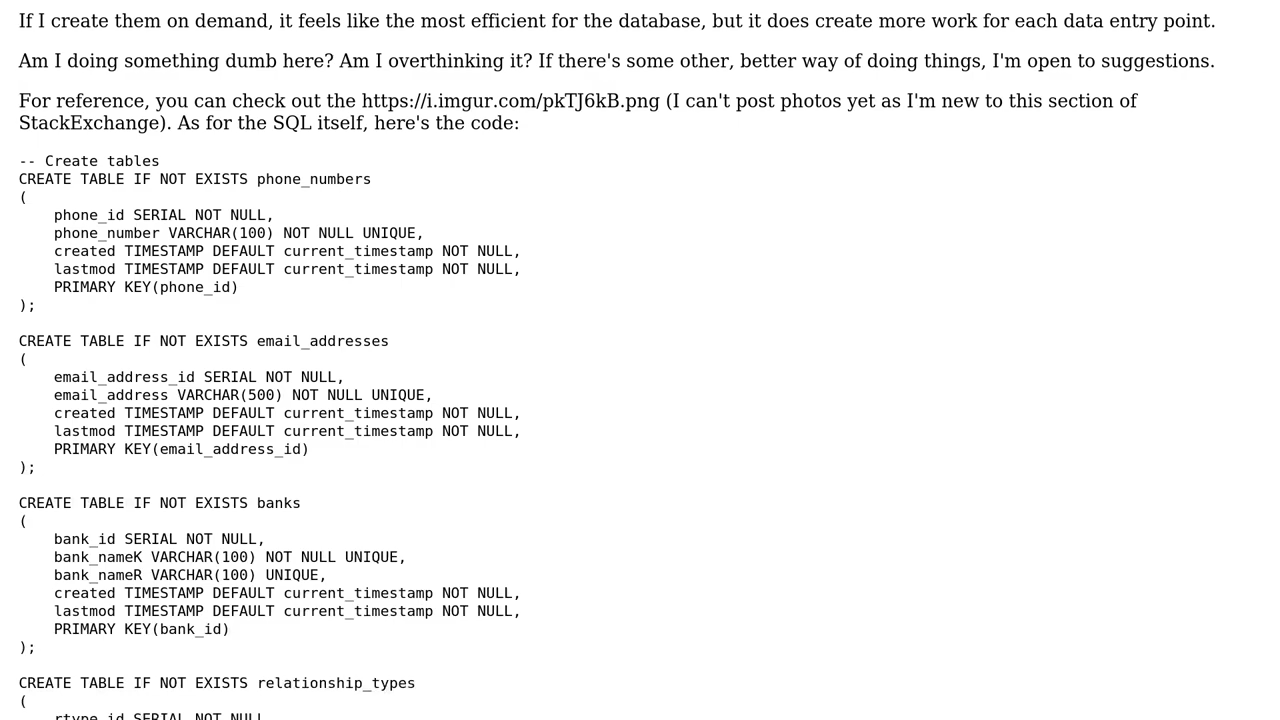 If I create them on demand, it feels like the most efficient for the database, but it does create more work for each data entry point.
Am I doing something dumb here? Am I overthinking it? If there's some other, better way of doing things, I'm open to suggestions.
For reference, you can check out the https://i.imgur.com/pkTJ6kB.png (I can't post photos yet as I'm new to this section of
StackExchange). As for the SQL itself, here's the code:
-- Create tables
CREATE TABLE IF NOT EXISTS phone_numbers
(
    phone_id SERIAL NOT NULL,
    phone_number VARCHAR(100) NOT NULL UNIQUE,
    created TIMESTAMP DEFAULT current_timestamp NOT NULL,
    lastmod TIMESTAMP DEFAULT current_timestamp NOT NULL,
    PRIMARY KEY(phone_id)
);
CREATE TABLE IF NOT EXISTS email_addresses
(
    email_address_id SERIAL NOT NULL,
    email_address VARCHAR(500) NOT NULL UNIQUE,
    created TIMESTAMP DEFAULT current_timestamp NOT NULL,
    lastmod TIMESTAMP DEFAULT current_timestamp NOT NULL,
    PRIMARY KEY(email_address_id)
);
CREATE TABLE IF NOT EXISTS banks
(
    bank_id SERIAL NOT NULL,
    bank_nameK VARCHAR(100) NOT NULL UNIQUE,
    bank_nameR VARCHAR(100) UNIQUE,
    created TIMESTAMP DEFAULT current_timestamp NOT NULL,
    lastmod TIMESTAMP DEFAULT current_timestamp NOT NULL,
    PRIMARY KEY(bank_id)
);
CREATE TABLE IF NOT EXISTS relationship_types
(
    rtype_id SERIAL NOT NULL,